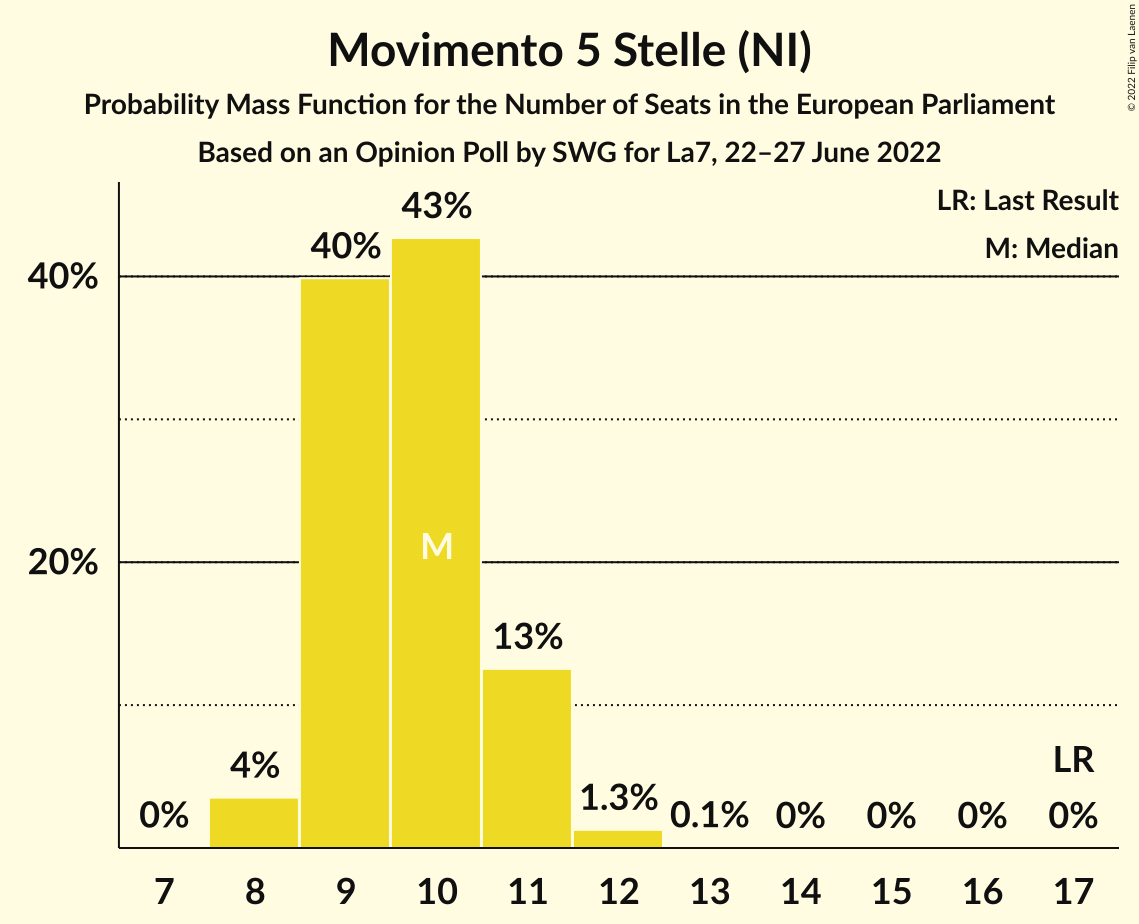 © 2022 Filip van Laenen
Movimento 5 Stelle (NI)
Probability Mass Function for the Number of Seats in the European Parliament
Based on an Opinion Poll by SWG for La7, 22–27 June 2022
LR: Last Result
M: Median
40%
20%
0%
4%
40%
43%
M
13%
1.3%
0.1%
0%
0%
0%
LR
0%
7 8 9 10 11 12 13 14 15 16 17